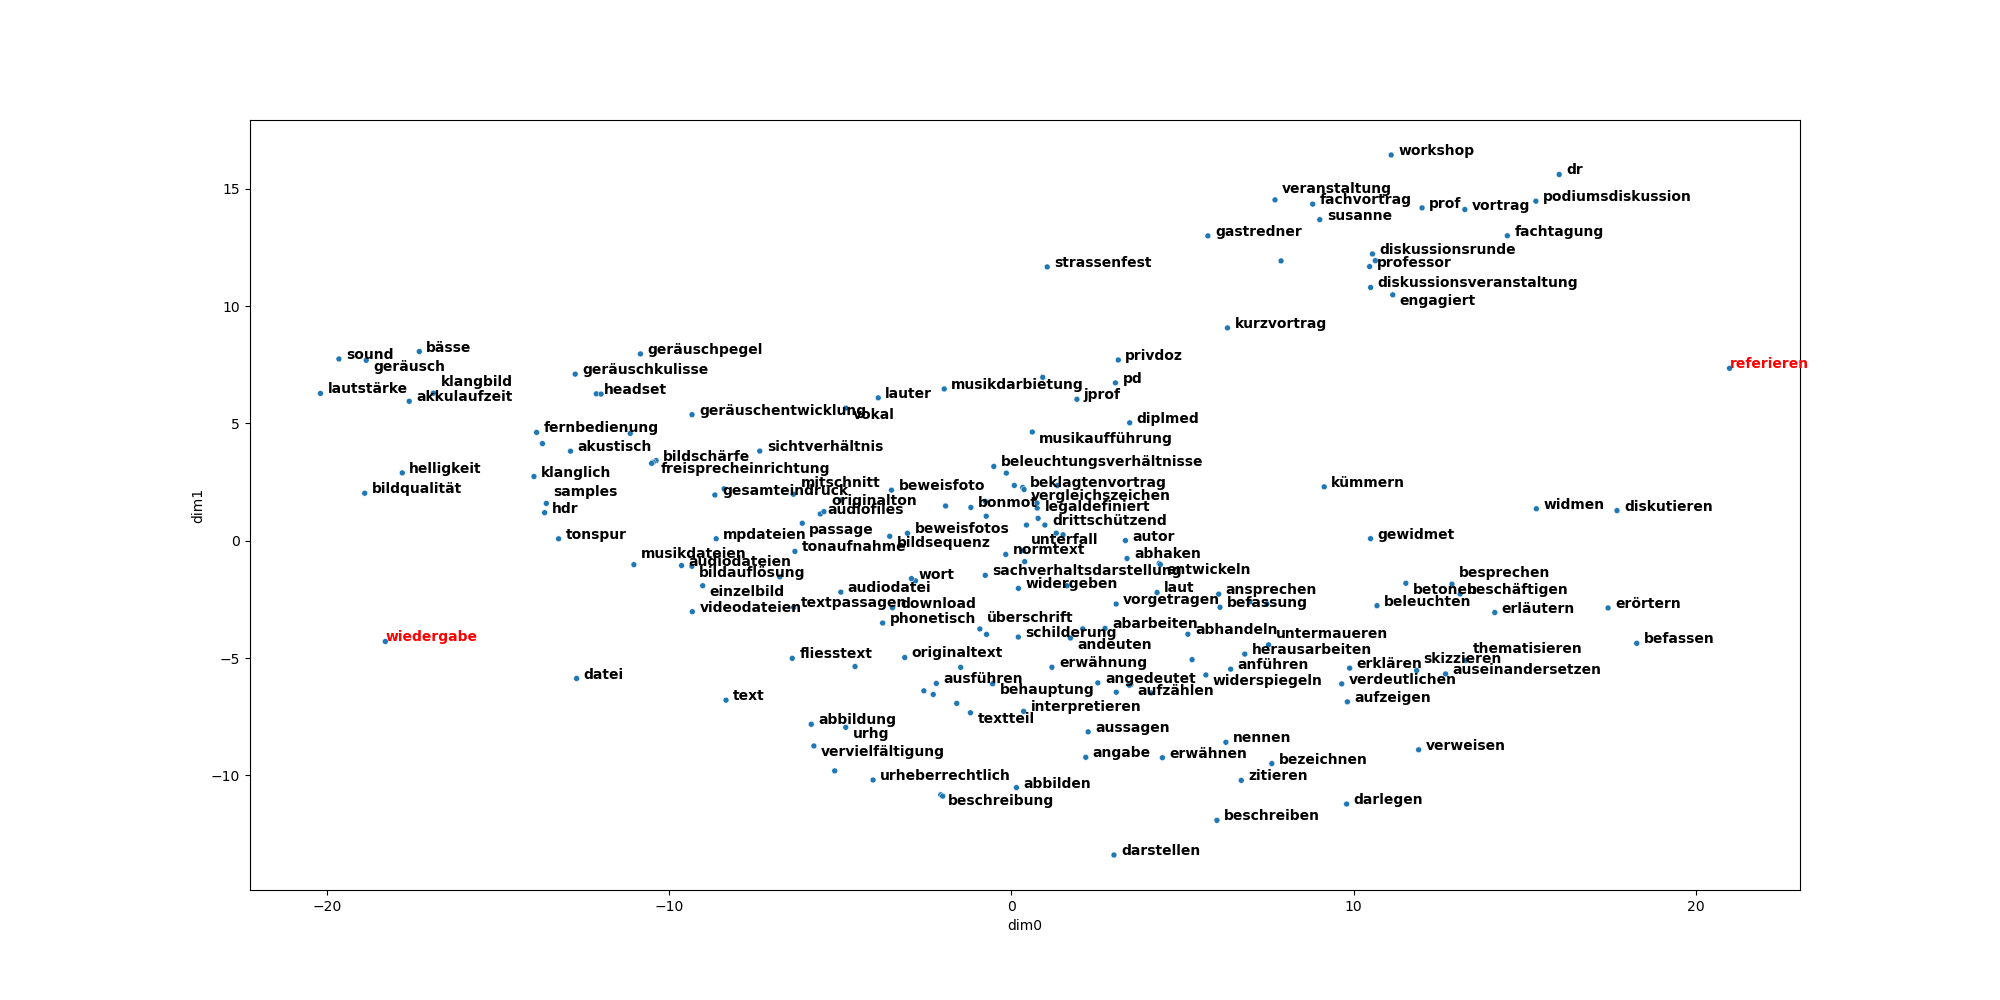 workshop
dr
veranstaltung
podiumsdiskussion
fachvortrag
prof
vortrag
susanne
gastredner
fachtagung
diskussionsrunde
strassenfest
professor
diskussionsveranstaltung
engagiert
kurzvortrag
privdoz
referieren
bässe
geräuschpegel
sound
geräusch
geräuschkulisse
pd
klangbild
musikdarbietung
lautstärke
headset
akkulaufzeit
lauter
jprof
geräuschentwicklung
vokal
diplmed
fernbedienung
musikaufführung
akustisch
sichtverhältnis
bildschärfe
beleuchtungsverhältnisse
helligkeit
freisprecheinrichtung
klanglich
mitschnitt
beklagtenvortrag
kümmern
bildqualität
samples
gesamteindruck
beweisfoto
vergleichszeichen
originalton
bonmot
legaldefiniert
widmen
diskutieren
hdr
audiofiles
drittschützend
passage
beweisfotos
tonspur
mpdateien
bildsequenz
unterfall
autor
gewidmet
tonaufnahme
normtext
abhaken
musikdateien
audiodateien
bildauflösung
wort
sachverhaltsdarstellung
entwickeln
besprechen
einzelbild
audiodatei
widergeben
laut
ansprechen
betonen
beschäftigen
videodateien
textpassagen
download
vorgetragen
befassung
beleuchten
erläutern
erörtern
phonetisch
überschrift
abarbeiten
abhandeln
untermaueren
wiedergabe
schilderung
andeuten
herausarbeiten
thematisieren
befassen
fliesstext
originaltext
erwähnung
anführen
erklären
skizzieren
auseinandersetzen
datei
ausführen
angedeutet
widerspiegeln
verdeutlichen
text
behauptung
aufzählen
aufzeigen
interpretieren
abbildung
textteil
urhg
aussagen
nennen
vervielfältigung
angabe
erwähnen
bezeichnen
verweisen
urheberrechtlich
abbilden
zitieren
beschreibung
darlegen
beschreiben
darstellen
15
10
5
0
−5
−10
dim1
−20
−10
0
10
20
dim0